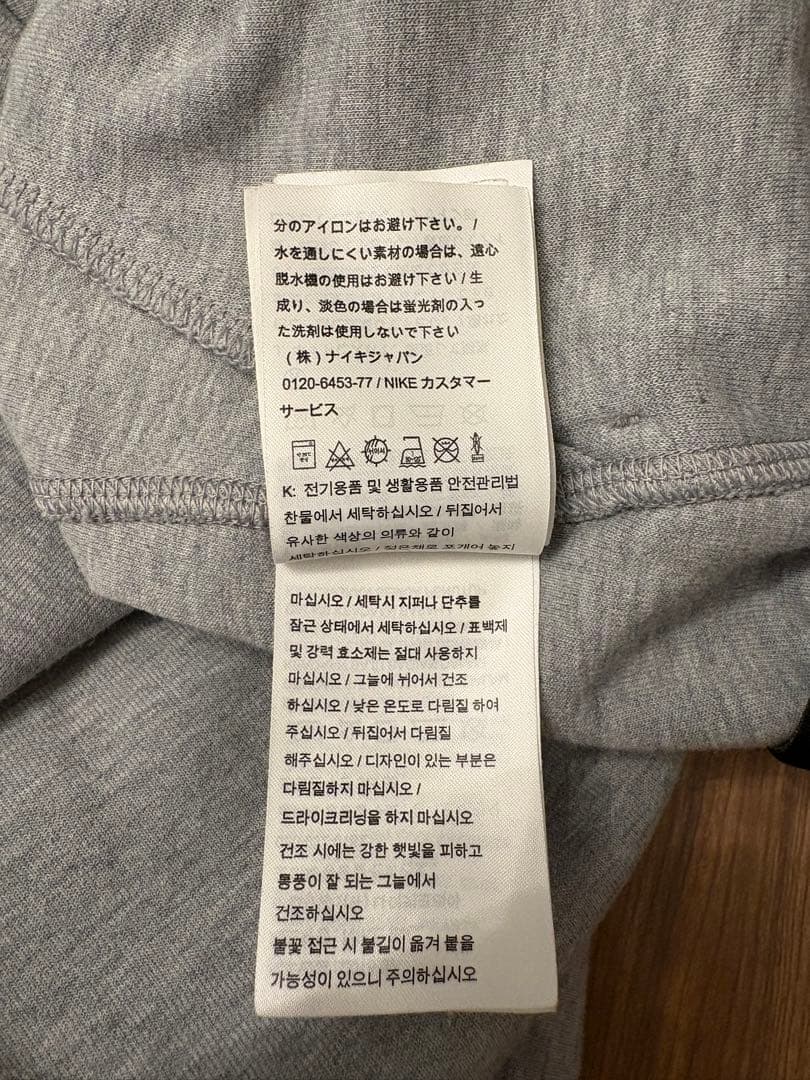 分のアイロンはお避け下さい。/
水を通しにくい素材の場合は、遠心
脱水機の使用はお避け下さい / 生
成り、淡色の場合は蛍光剤の入っ
た洗剤は使用しないで下さい
(株)ナイキジャパン
0120-6453-77 / NIKE カスタマー
サービス
K: 전기용품 및 생활용품 안전관리법
찬물에서 세탁하십시오 / 뒤집어서
유사한 색상의 의류와 같이
세탁하십시오 / 젖은채로 포개어 놓지
마십시오 / 세탁시 지퍼나 단추를
잠근 상태에서 세탁하십시오 / 표백제
및 강력 효소제는 절대 사용하지
마십시오 / 그늘에 뉘어서 건조
하십시오 / 낮은 온도로 다림질 하여
주십시오 / 뒤집어서 다림질
해주십시오 / 디자인이 있는 부분은
다림질하지 마십시오 /
드라이크리닝을 하지 마십시오
건조 시에는 강한 햇빛을 피하고
통풍이 잘 되는 그늘에서
건조하십시오
불꽃 접근 시 불길이 옮겨 붙을
가능성이 있으니 주의하십시오